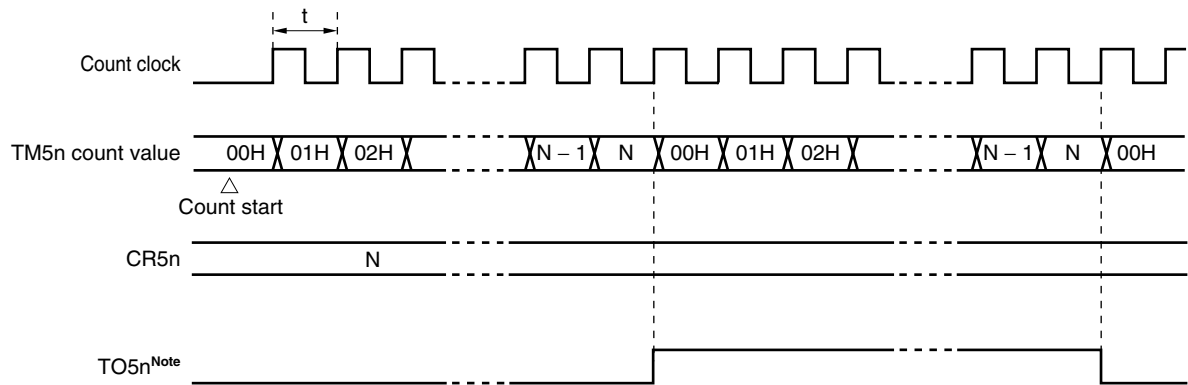 t
Count clock
TM5n count value 00H 01H 02H N – 1 N 00H 01H 02H N – 1 N 00H
△
Count start
CR5n N
TO5nNote